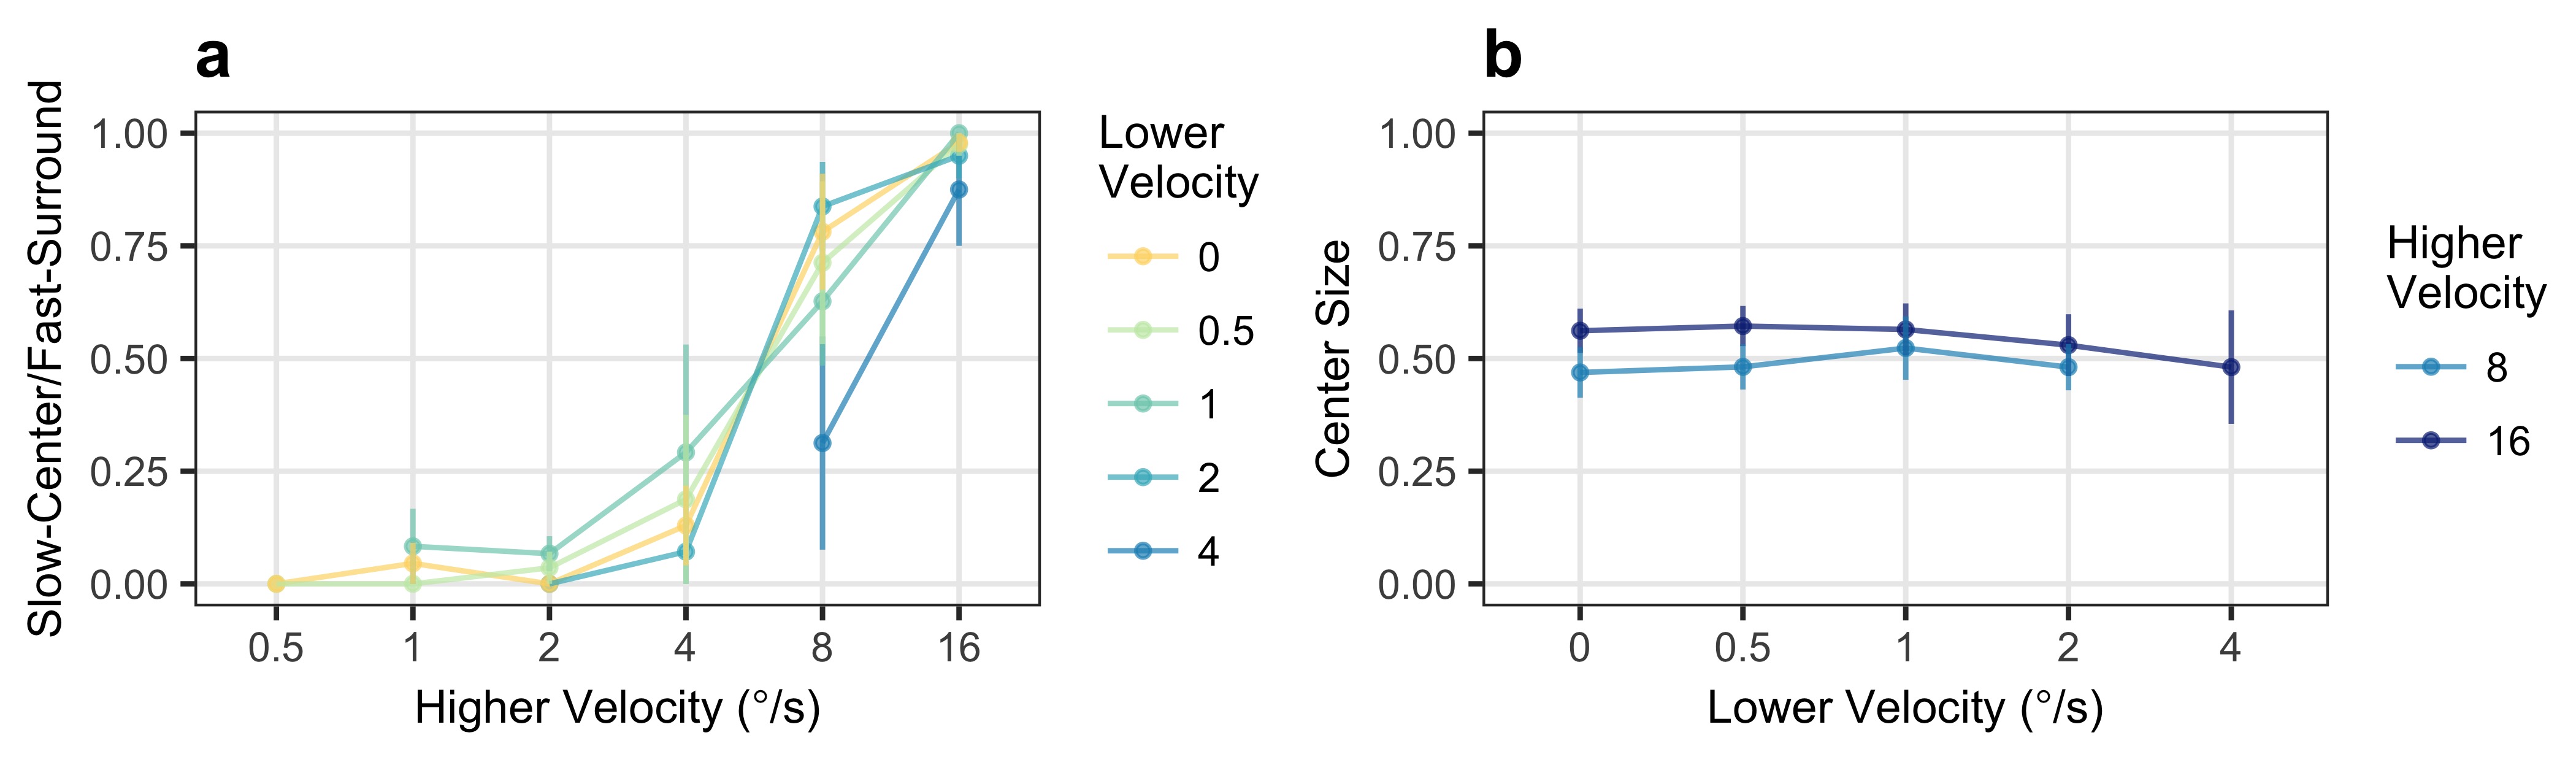 a
Slow-Center/Fast-Surround
1.00
0.75
0.50
0.25
0.00
0.5 1 2 4 8 16
Higher Velocity (°/s)
Lower
Velocity
0
0.5
1
2
4
b
Center Size
1.00
0.75
0.50
0.25
0.00
0 0.5 1 2 4
Lower Velocity (°/s)
Higher
Velocity
8
16